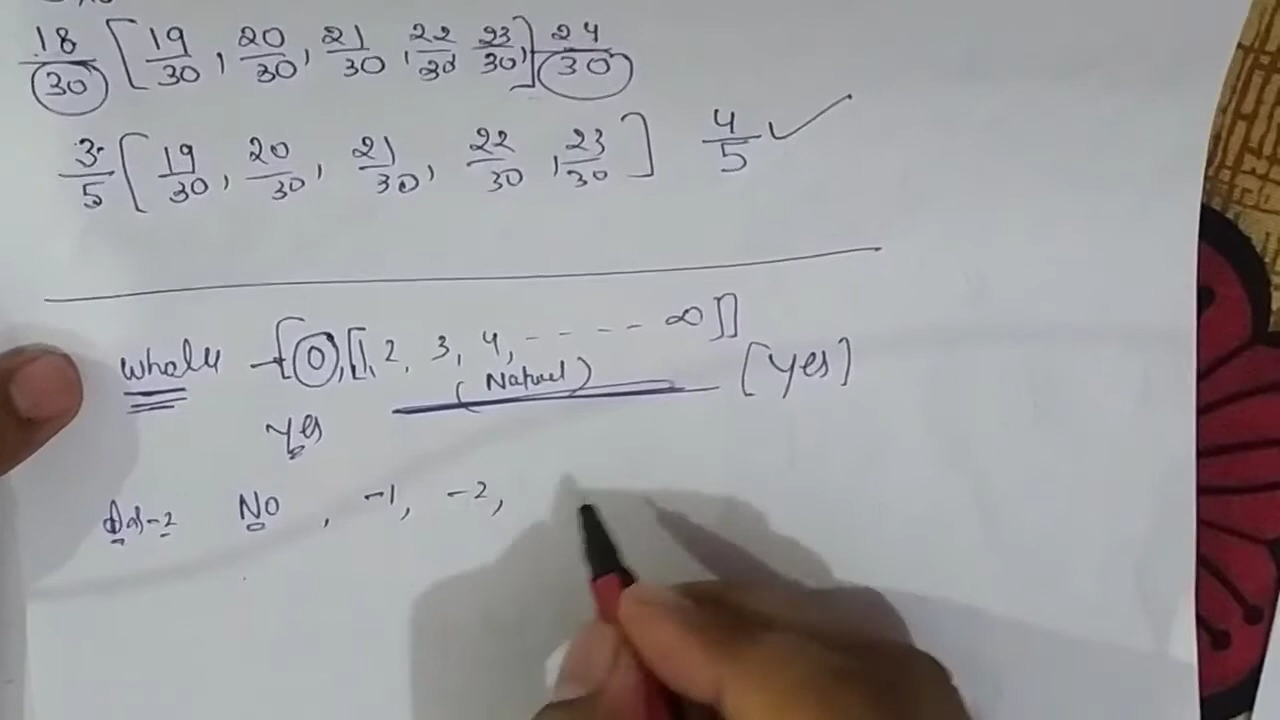 18/30 [19/30, 20/30, 21/30, 22/30 23/30,] 24/30
3/5 [19/30, 20/30, 21/30, 22/30, 23/30] 4/5 ✓
{0, [1, 2, 3, 4, - - - - ∞]]
[Yes]
Yes
No, -1, -2,